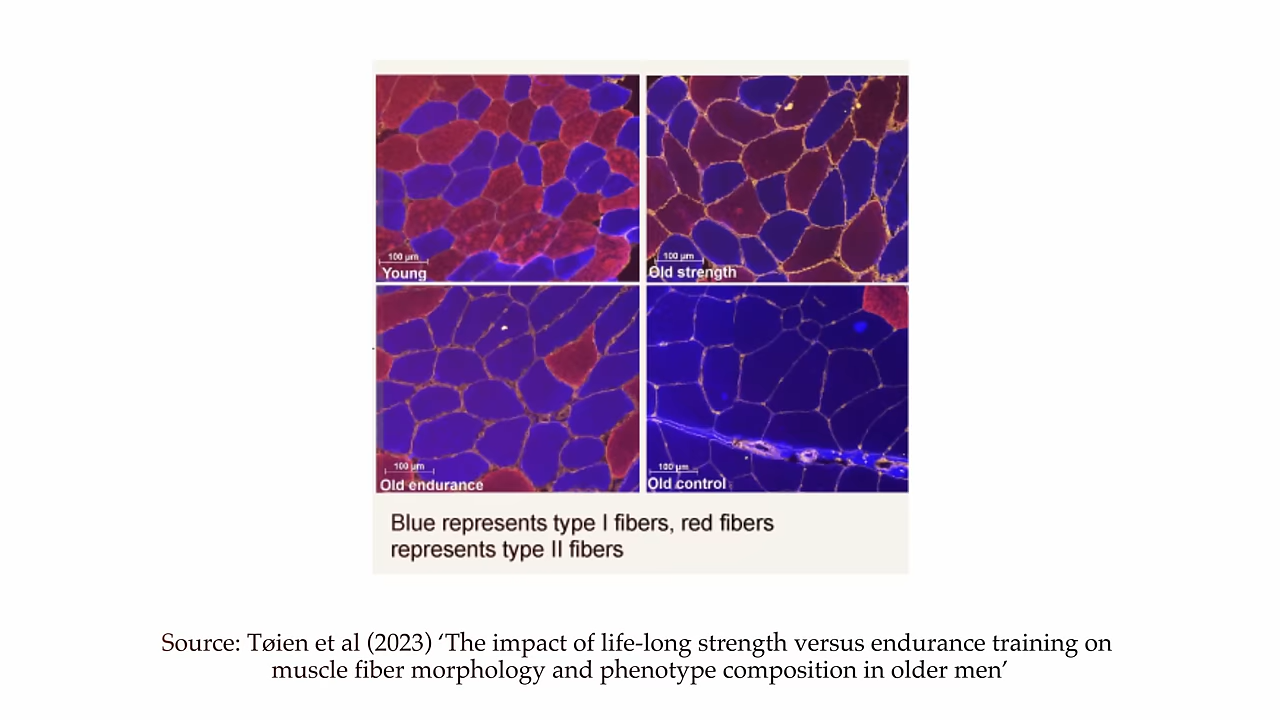 100 µm
Young
100 µm
Old strength
100 µm
Old endurance
100 µm
Old control
Blue represents type I fibers, red fibers
represents type II fibers
Source: Tøien et al (2023) ‘The impact of life-long strength versus endurance training on
muscle fiber morphology and phenotype composition in older men’